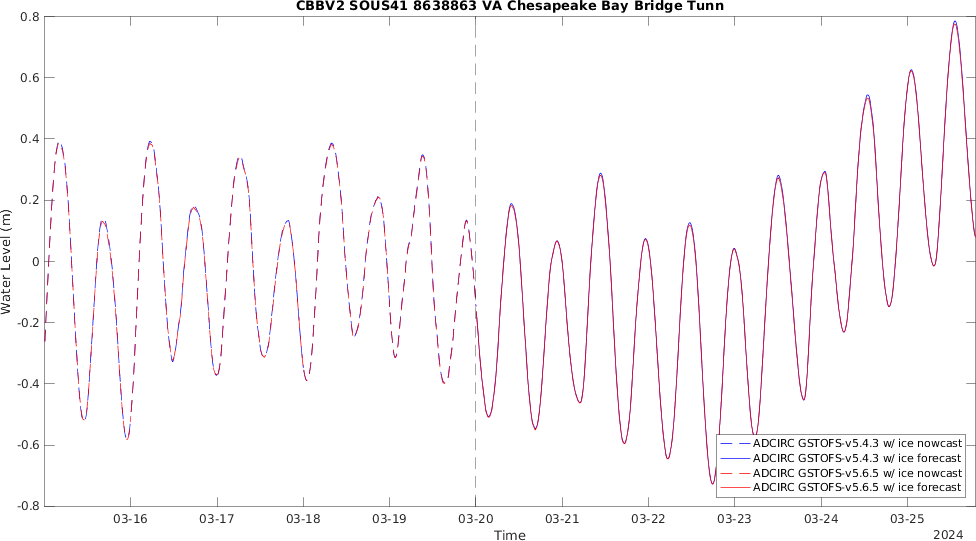 CBBV2 SOUS41 8638863 VA Chesapeake Bay Bridge Tunn
0.8
0.6
0.4
0.2
0
-0.2
-0.4
-0.6
-0.8
Water Level (m)
ADCIRC GSTOFS-v5.4.3 w/ ice nowcast
ADCIRC GSTOFS-v5.4.3 w/ ice forecast
ADCIRC GSTOFS-v5.6.5 w/ ice nowcast
ADCIRC GSTOFS-v5.6.5 w/ ice forecast
03-16 03-17 03-18 03-19 03-20 03-21 03-22 03-23 03-24 03-25
Time
2024